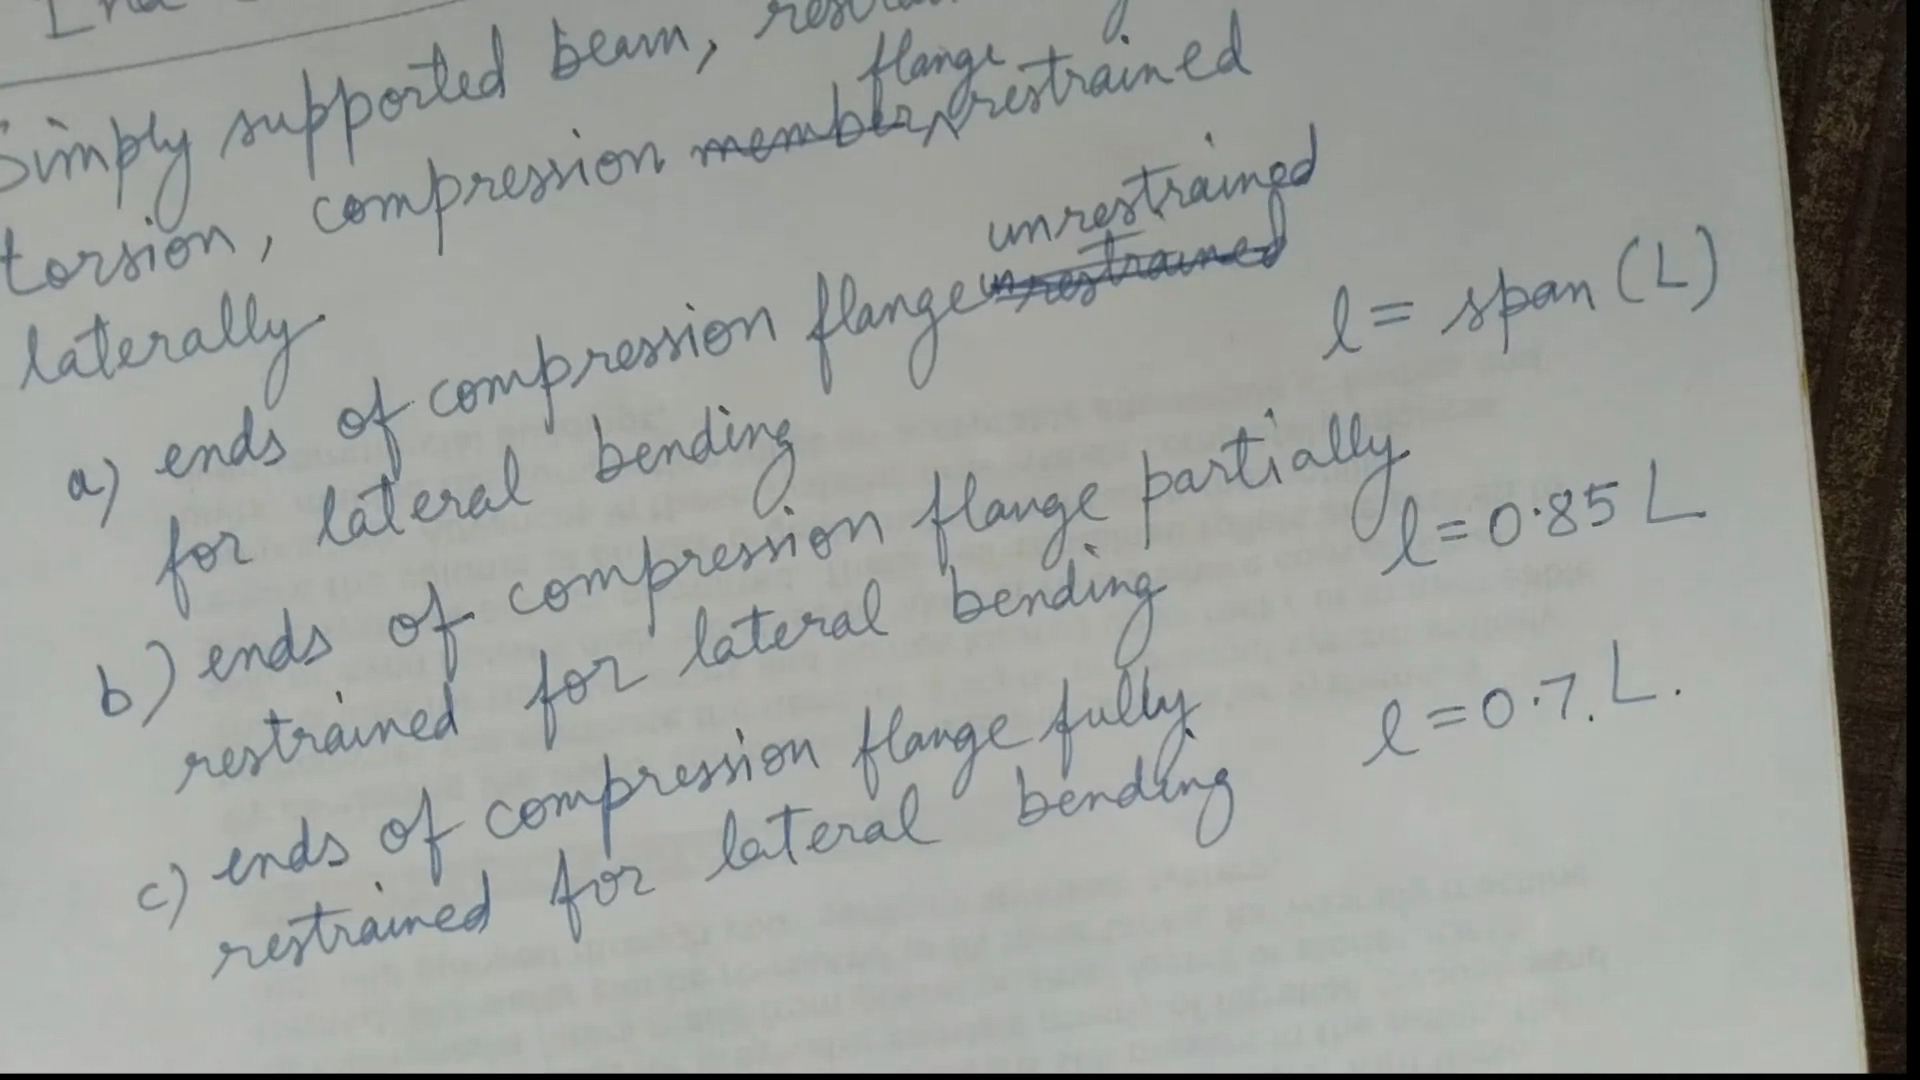 Simply supported beam,
flange
torsion, compression member, restrained
laterally.
unrestrained
a) ends of compression flange unrestrained
for lateral bending
l = span (L)
b) ends of compression flange partially
restrained for lateral bending
l = 0.85 L
c) ends of compression flange fully
restrained for lateral bending
l = 0.7. L.